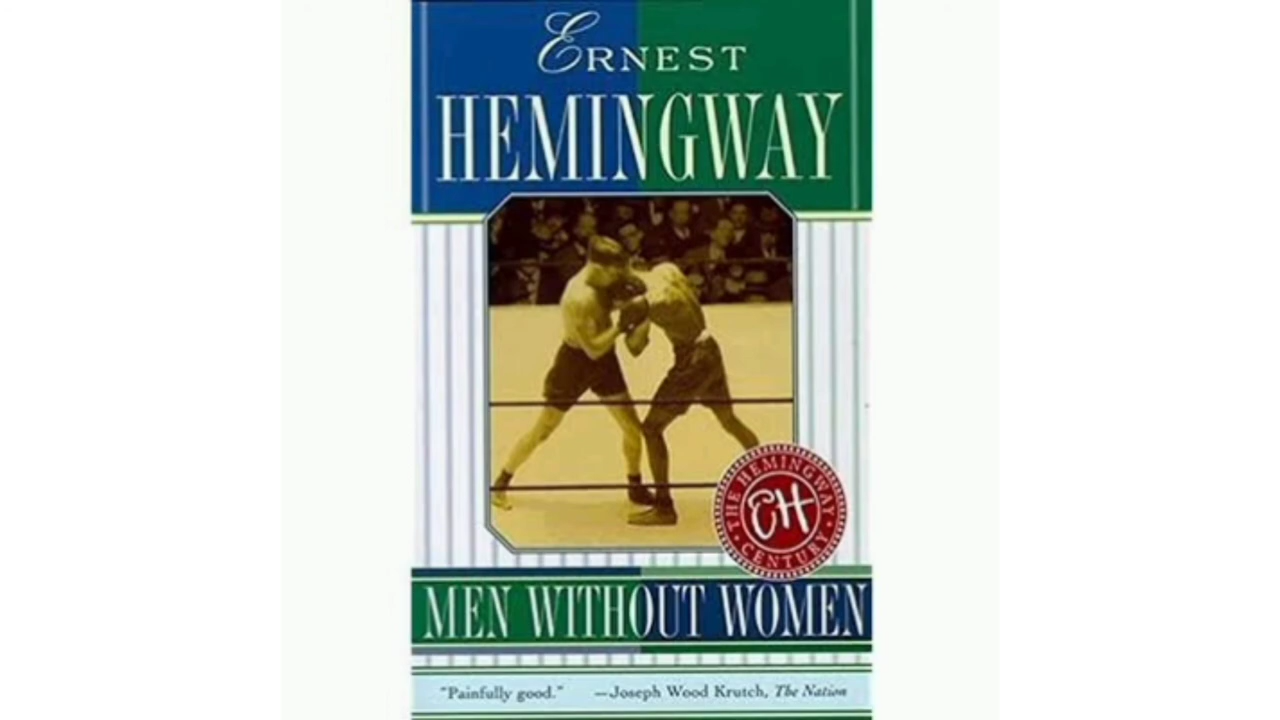 ERNEST
HEMINGWAY
THE HEMINGWAY
EH
CENTURY
MEN WITHOUT WOMEN
"Painfully good." —Joseph Wood Krutch, The Nation